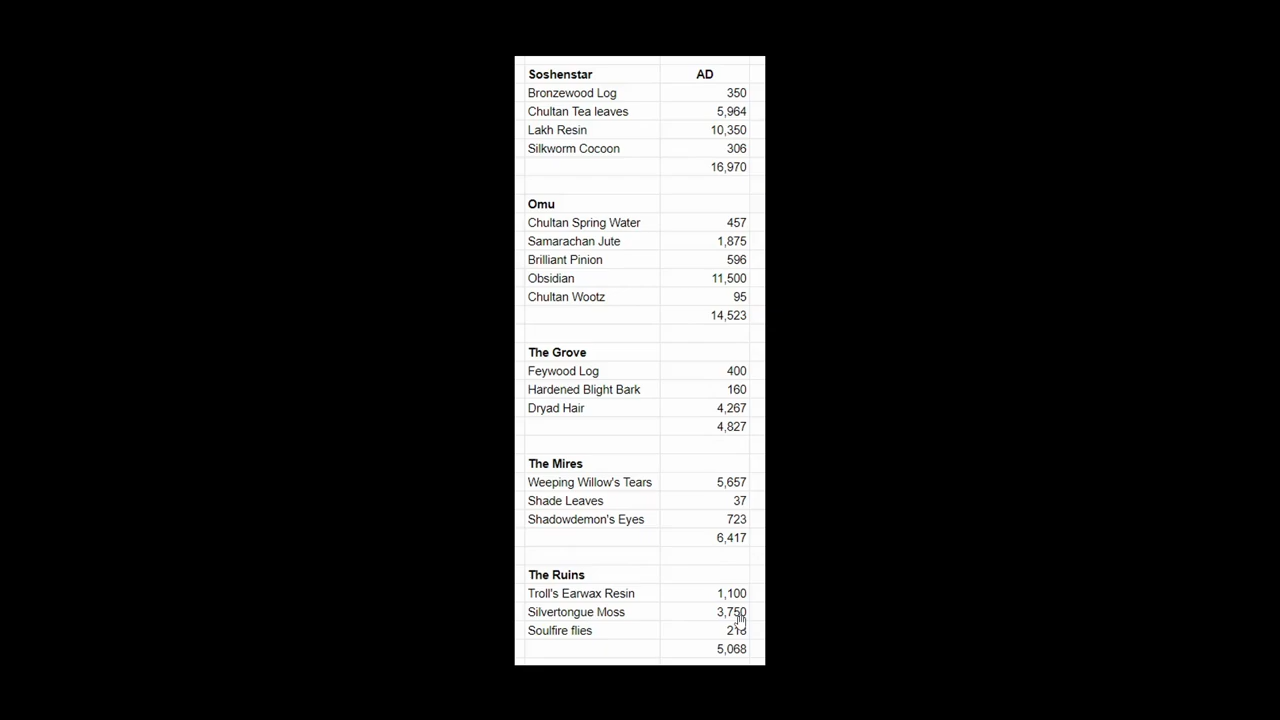 Soshenstar AD
Bronzewood Log 350
Chultan Tea leaves 5,964
Lakh Resin 10,350
Silkworm Cocoon 306
16,970
Omu
Chultan Spring Water 457
Samarachan Jute 1,875
Brilliant Pinion 596
Obsidian 11,500
Chultan Wootz 95
14,523
The Grove
Feywood Log 400
Hardened Blight Bark 160
Dryad Hair 4,267
4,827
The Mires
Weeping Willow's Tears 5,657
Shade Leaves 37
Shadowdemon's Eyes 723
6,417
The Ruins
Troll's Earwax Resin 1,100
Silvertongue Moss 3,750
Soulfire flies 218
5,068